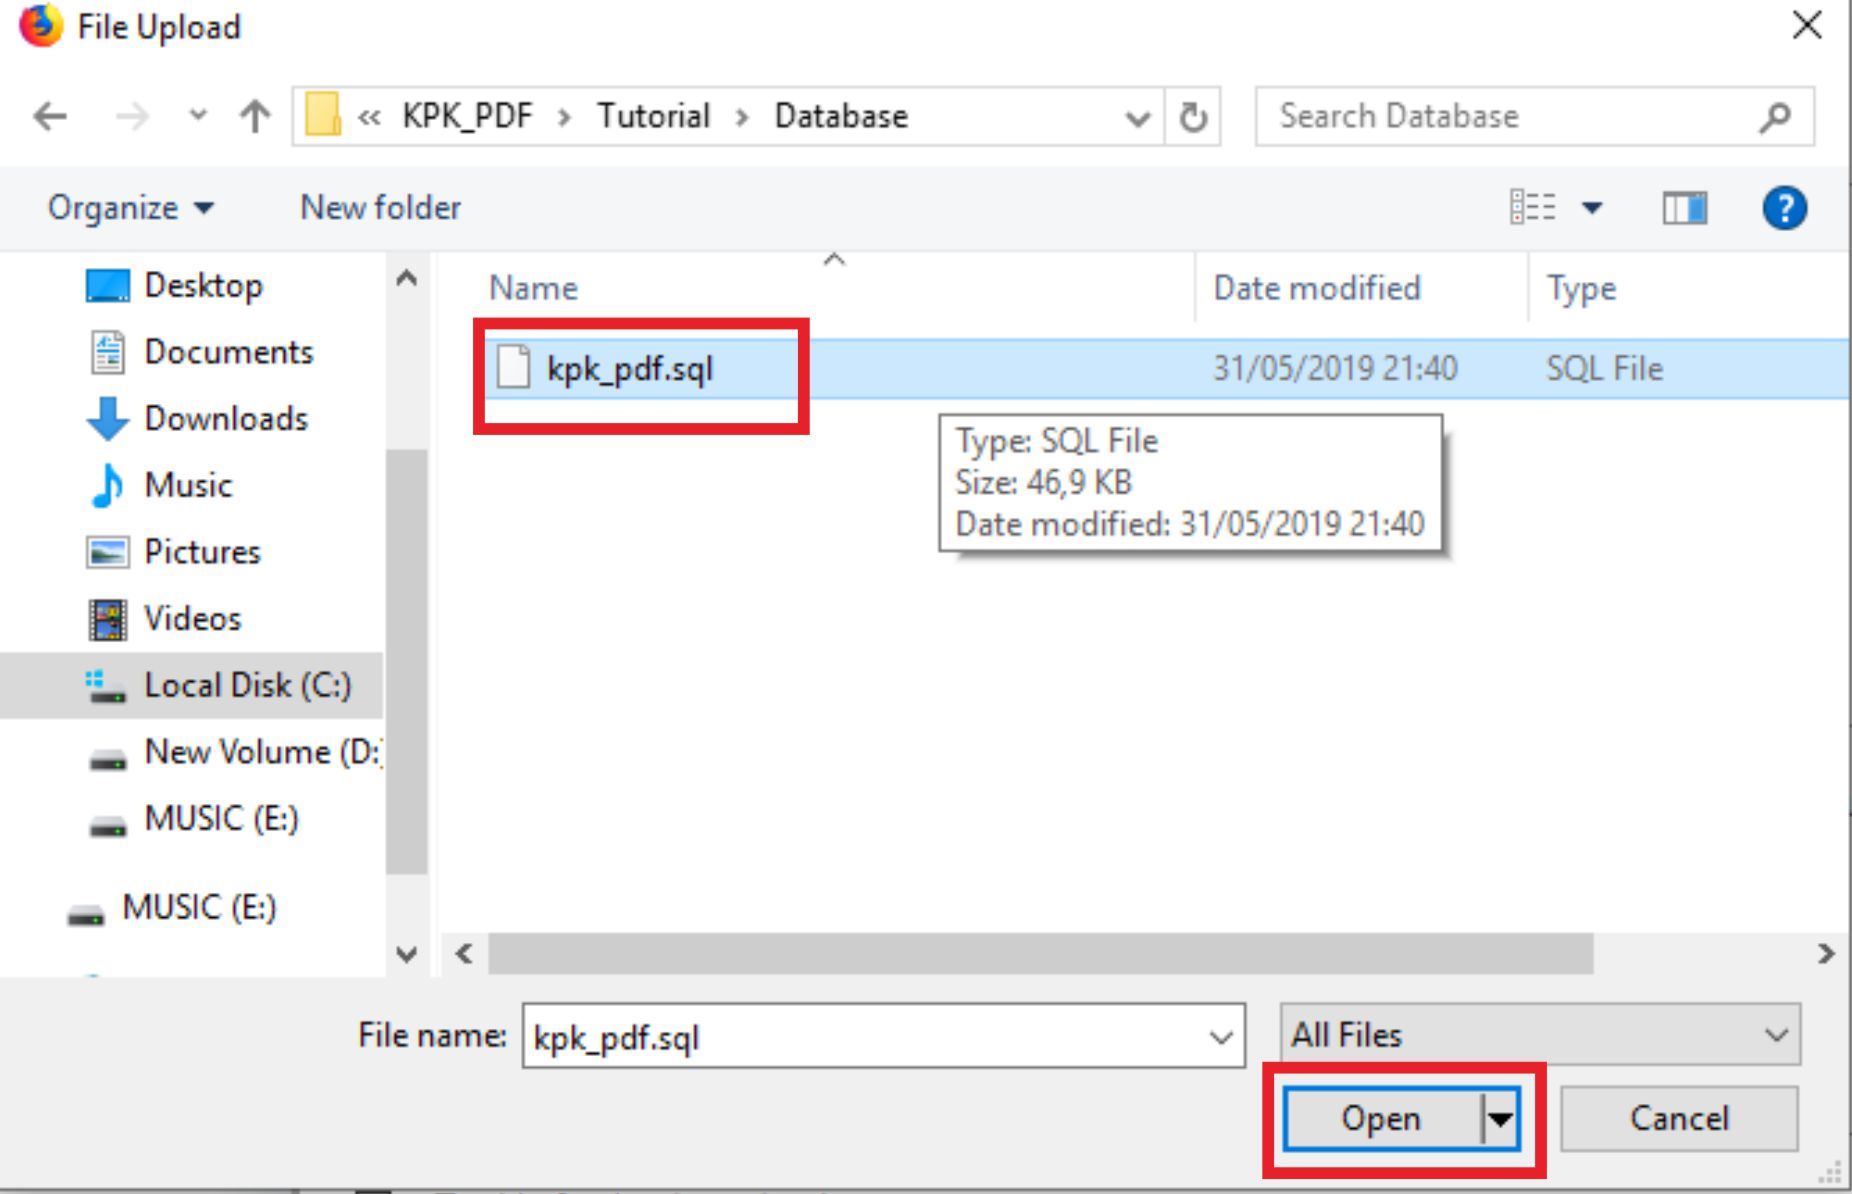 File Upload
« KPK_PDF > Tutorial > Database
Search Database
Organize
New folder
?
Desktop
Documents
Downloads
Music
Pictures
Videos
Local Disk (C:)
New Volume (D:)
MUSIC (E:)
MUSIC (E:)
Name
Date modified
Type
kpk_pdf.sql
31/05/2019 21:40
SQL File
Type: SQL File
Size: 46,9 KB
Date modified: 31/05/2019 21:40
File name:
kpk_pdf.sql
All Files
Open
Cancel